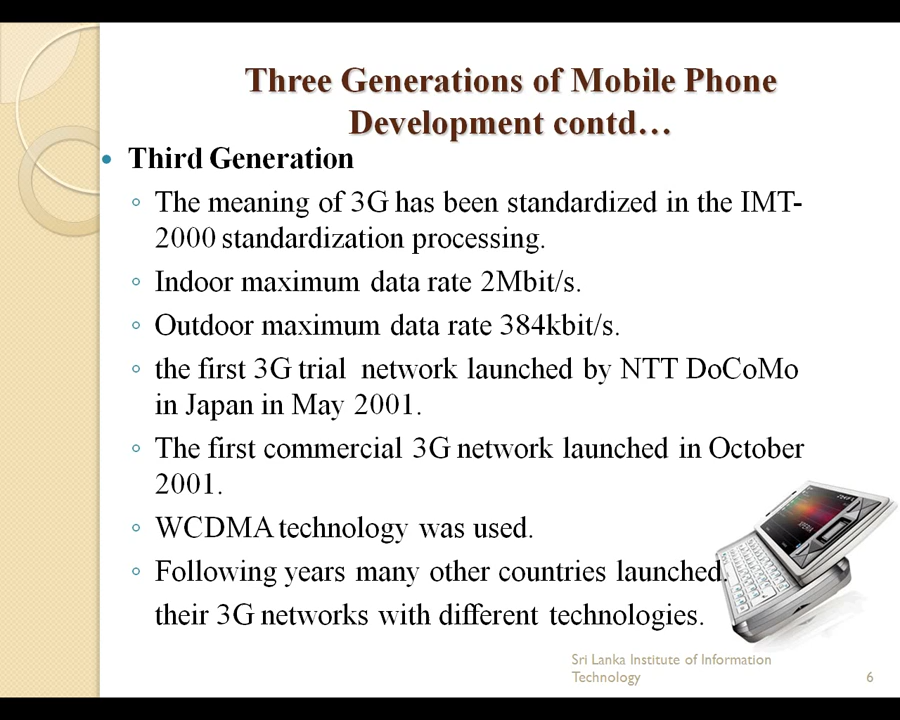 Three Generations of Mobile Phone
Development contd…
Third Generation
The meaning of 3G has been standardized in the IMT-
2000 standardization processing.
Indoor maximum data rate 2Mbit/s.
Outdoor maximum data rate 384kbit/s.
the first 3G trial network launched by NTT DoCoMo
in Japan in May 2001.
The first commercial 3G network launched in October
2001.
WCDMA technology was used.
Following years many other countries launched.
their 3G networks with different technologies.
XPERIA
Sri Lanka Institute of Information
Technology
6